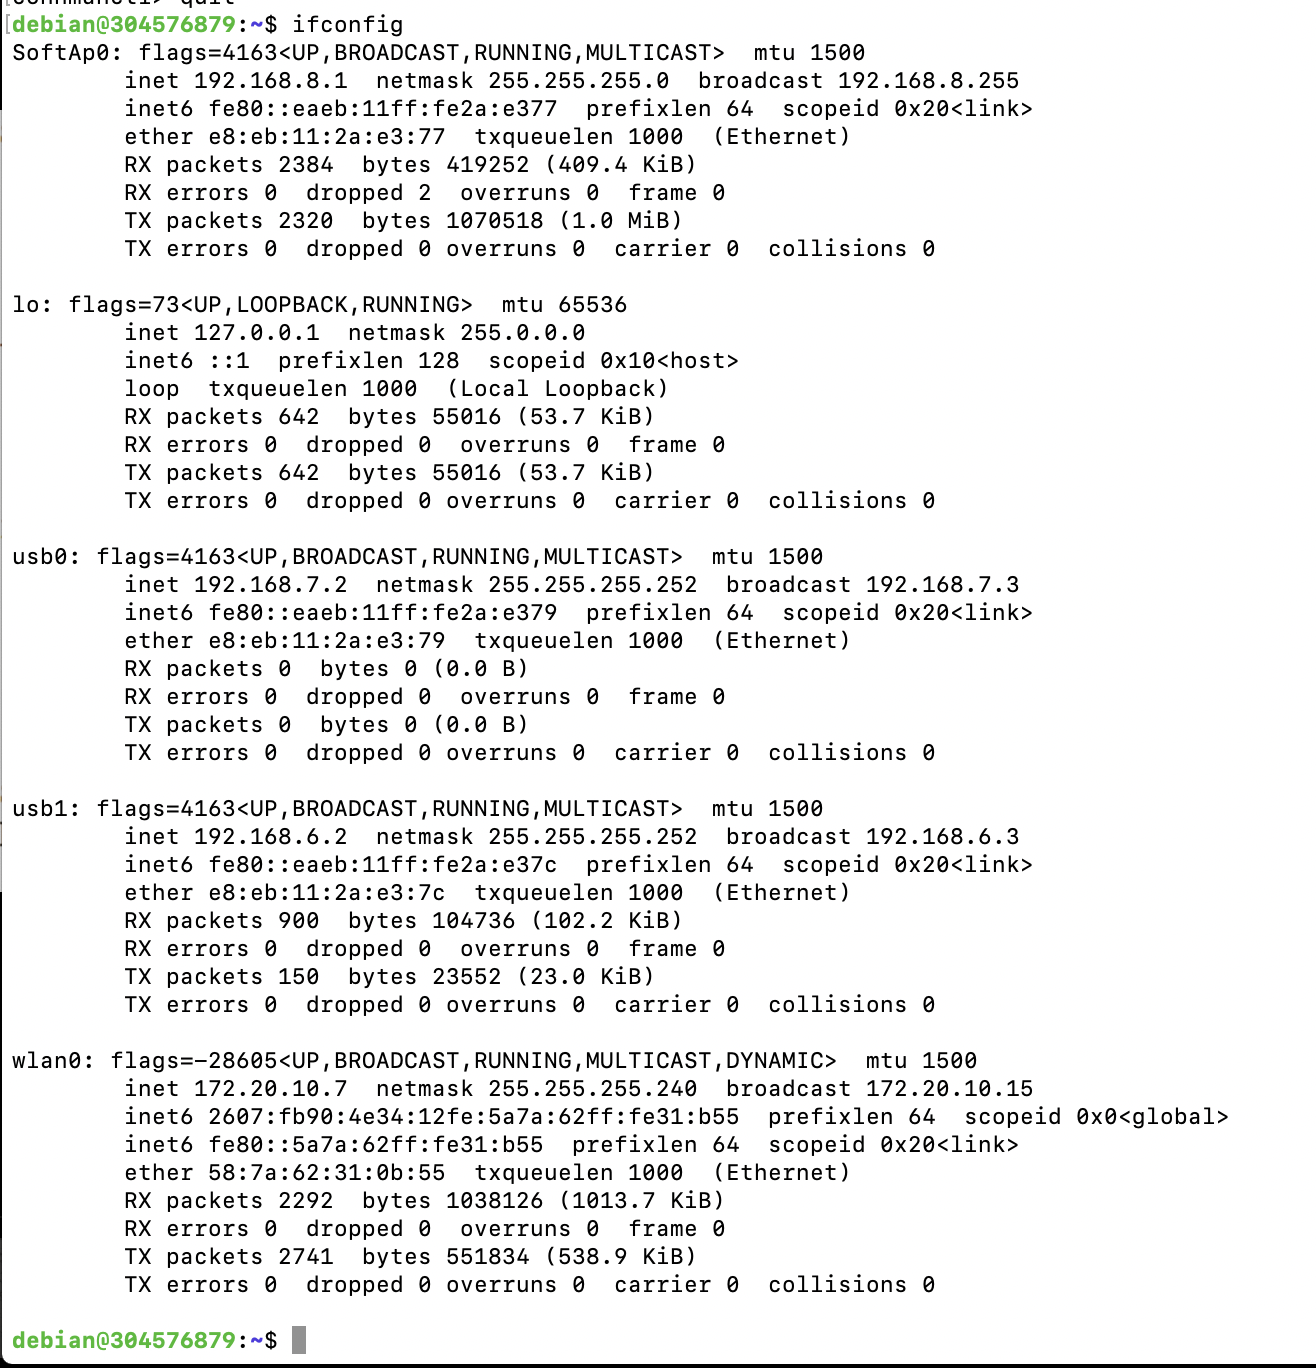 connmanctl> quit
[debian@304576879:~$ ifconfig
SoftAp0: flags=4163<UP,BROADCAST,RUNNING,MULTICAST>  mtu 1500
        inet 192.168.8.1  netmask 255.255.255.0  broadcast 192.168.8.255
        inet6 fe80::eaeb:11ff:fe2a:e377  prefixlen 64  scopeid 0x20<link>
        ether e8:eb:11:2a:e3:77  txqueuelen 1000  (Ethernet)
        RX packets 2384  bytes 419252 (409.4 KiB)
        RX errors 0  dropped 2  overruns 0  frame 0
        TX packets 2320  bytes 1070518 (1.0 MiB)
        TX errors 0  dropped 0 overruns 0  carrier 0  collisions 0

lo: flags=73<UP,LOOPBACK,RUNNING>  mtu 65536
        inet 127.0.0.1  netmask 255.0.0.0
        inet6 ::1  prefixlen 128  scopeid 0x10<host>
        loop  txqueuelen 1000  (Local Loopback)
        RX packets 642  bytes 55016 (53.7 KiB)
        RX errors 0  dropped 0  overruns 0  frame 0
        TX packets 642  bytes 55016 (53.7 KiB)
        TX errors 0  dropped 0 overruns 0  carrier 0  collisions 0

usb0: flags=4163<UP,BROADCAST,RUNNING,MULTICAST>  mtu 1500
        inet 192.168.7.2  netmask 255.255.255.252  broadcast 192.168.7.3
        inet6 fe80::eaeb:11ff:fe2a:e379  prefixlen 64  scopeid 0x20<link>
        ether e8:eb:11:2a:e3:79  txqueuelen 1000  (Ethernet)
        RX packets 0  bytes 0 (0.0 B)
        RX errors 0  dropped 0  overruns 0  frame 0
        TX packets 0  bytes 0 (0.0 B)
        TX errors 0  dropped 0 overruns 0  carrier 0  collisions 0

usb1: flags=4163<UP,BROADCAST,RUNNING,MULTICAST>  mtu 1500
        inet 192.168.6.2  netmask 255.255.255.252  broadcast 192.168.6.3
        inet6 fe80::eaeb:11ff:fe2a:e37c  prefixlen 64  scopeid 0x20<link>
        ether e8:eb:11:2a:e3:7c  txqueuelen 1000  (Ethernet)
        RX packets 900  bytes 104736 (102.2 KiB)
        RX errors 0  dropped 0  overruns 0  frame 0
        TX packets 150  bytes 23552 (23.0 KiB)
        TX errors 0  dropped 0 overruns 0  carrier 0  collisions 0

wlan0: flags=-28605<UP,BROADCAST,RUNNING,MULTICAST,DYNAMIC>  mtu 1500
        inet 172.20.10.7  netmask 255.255.255.240  broadcast 172.20.10.15
        inet6 2607:fb90:4e34:12fe:5a7a:62ff:fe31:b55  prefixlen 64  scopeid 0x0<global>
        inet6 fe80::5a7a:62ff:fe31:b55  prefixlen 64  scopeid 0x20<link>
        ether 58:7a:62:31:0b:55  txqueuelen 1000  (Ethernet)
        RX packets 2292  bytes 1038126 (1013.7 KiB)
        RX errors 0  dropped 0  overruns 0  frame 0
        TX packets 2741  bytes 551834 (538.9 KiB)
        TX errors 0  dropped 0 overruns 0  carrier 0  collisions 0

debian@304576879:~$